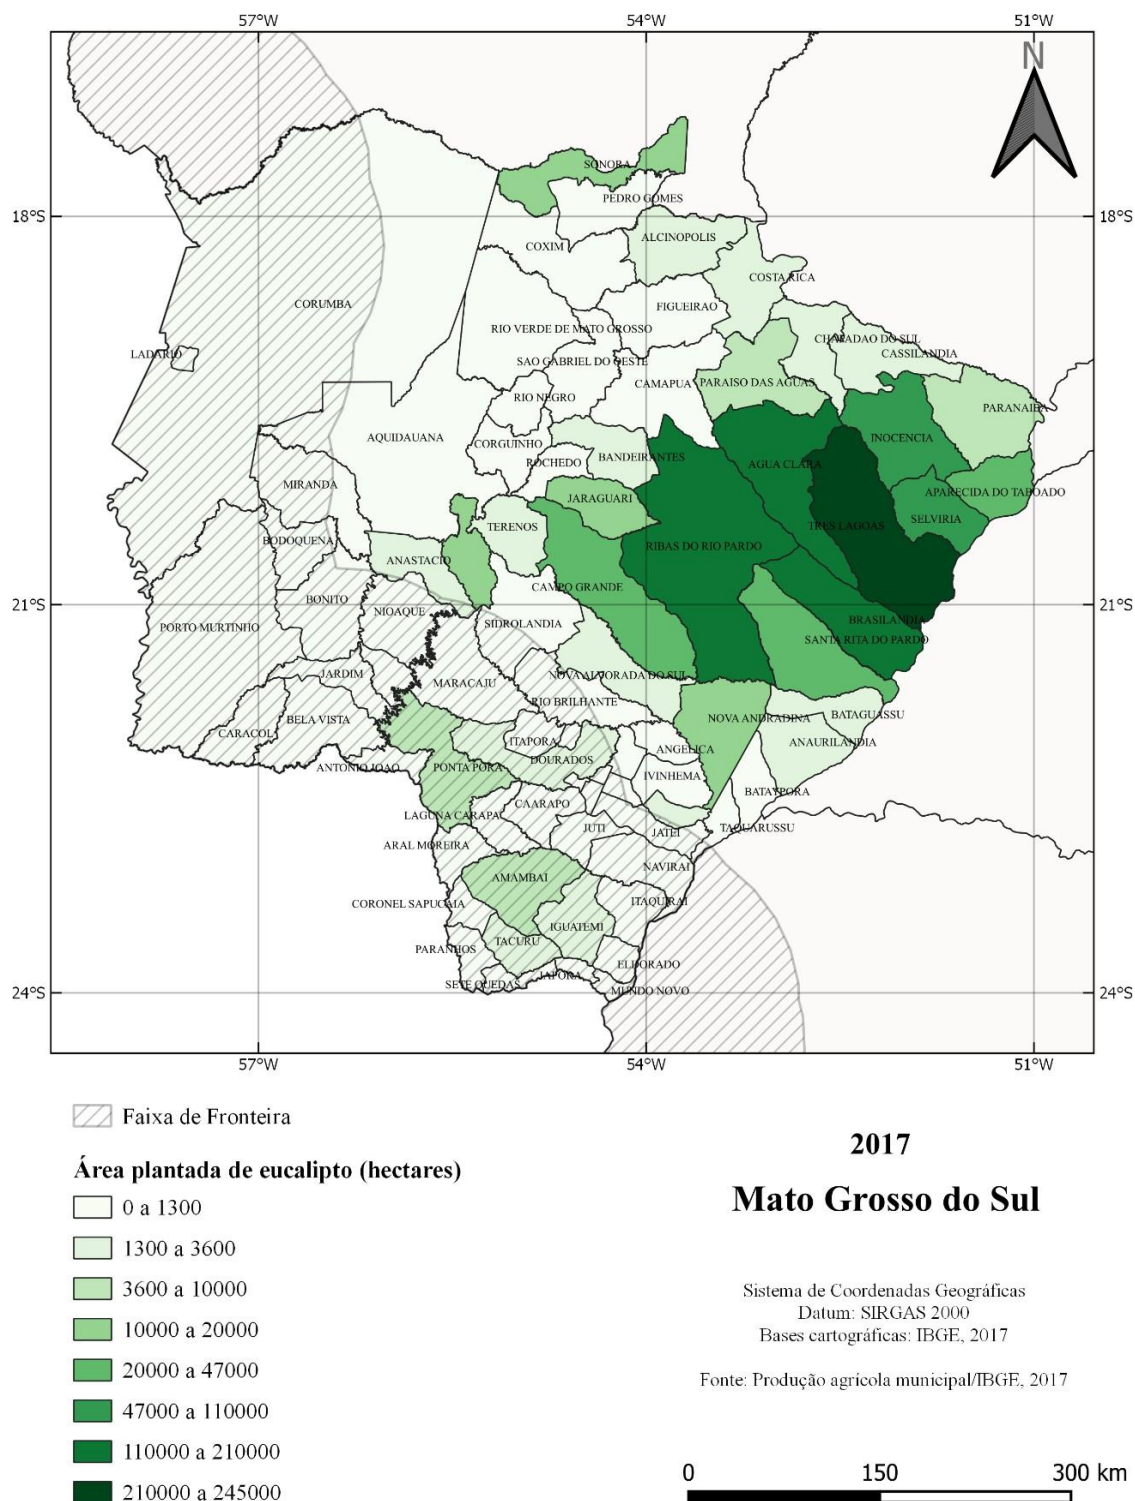 57°W 54°W 51°W
N
SONORA
PEDRO GOMES
18°S 18°S
ALCINOPOLIS
COXIM
COSTA RICA
CORUMBA
FIGUEIRAO
RIO VERDE DE MATO GROSSO
CHAPADAO DO SUL
LADARIO
CASSILANDIA
SAO GABRIEL DO OESTE
CAMAPUA
PARAISO DAS AGUAS
RIO NEGRO
PARANAIBA
AQUIDAUANA
INOCENCIA
CORGUINHO
BANDEIRANTES
ROCHEDO
AGUA CLARA
MIRANDA
APARECIDA DO TABOADO
JARAGUARI
SELVIRIA
TERENOS
TRES LAGOAS
BODOQUENA
RIBAS DO RIO PARDO
ANASTACIO
CAMPO GRANDE
BONITO
21°S 21°S
NIOAQUE
BRASILANDIA
SIDROLANDIA
PORTO MURTINHO
SANTA RITA DO PARDO
JARDIM
NOVA ALVORADA DO SUL
MARACAJU
RIO BRILHANTE
BATAGUASSU
BELA VISTA
NOVA ANDRADINA
CARACOL
ITAPORA
ANAURILANDIA
ANGELICA
DOURADOS
ANTONIO JOAO
PONTA PORA
IVINHEMA
BATAYPORA
CAARAPO
LAGUNA CARAPA
JUTI
TAQUARUSSU
JATEI
ARAL MOREIRA
NAVIRAI
AMAMBAI
ITAQUIRAI
CORONEL SAPUCAIA
IGUATEMI
TACURU
PARANHOS
ELDORADO
JAPORA
SETE QUEDAS
MUNDO NOVO
24°S 24°S
57°W 54°W 51°W
Faixa de Fronteira
Área plantada de eucalipto (hectares)
0 a 1300
1300 a 3600
3600 a 10000
10000 a 20000
20000 a 47000
47000 a 110000
110000 a 210000
210000 a 245000
2017
Mato Grosso do Sul
Sistema de Coordenadas Geográficas
Datum: SIRGAS 2000
Bases cartográficas: IBGE, 2017
Fonte: Produção agrícola municipal/IBGE, 2017
0 150 300 km